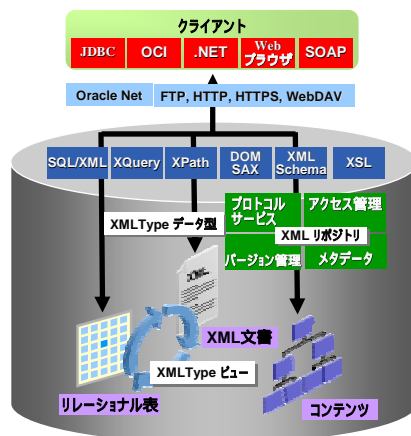 クライアント
JDBC OCI .NET Web ブラウザ SOAP
Oracle Net FTP, HTTP, HTTPS, WebDAV
SQL/XML XQuery XPath DOM SAX XML Schema XSL
プロトコル サービス アクセス管理
XMLType データ型 XML リポジトリ
バージョン管理 メタデータ
XML文書
XMLType ビュー
リレーショナル表 コンテンツ